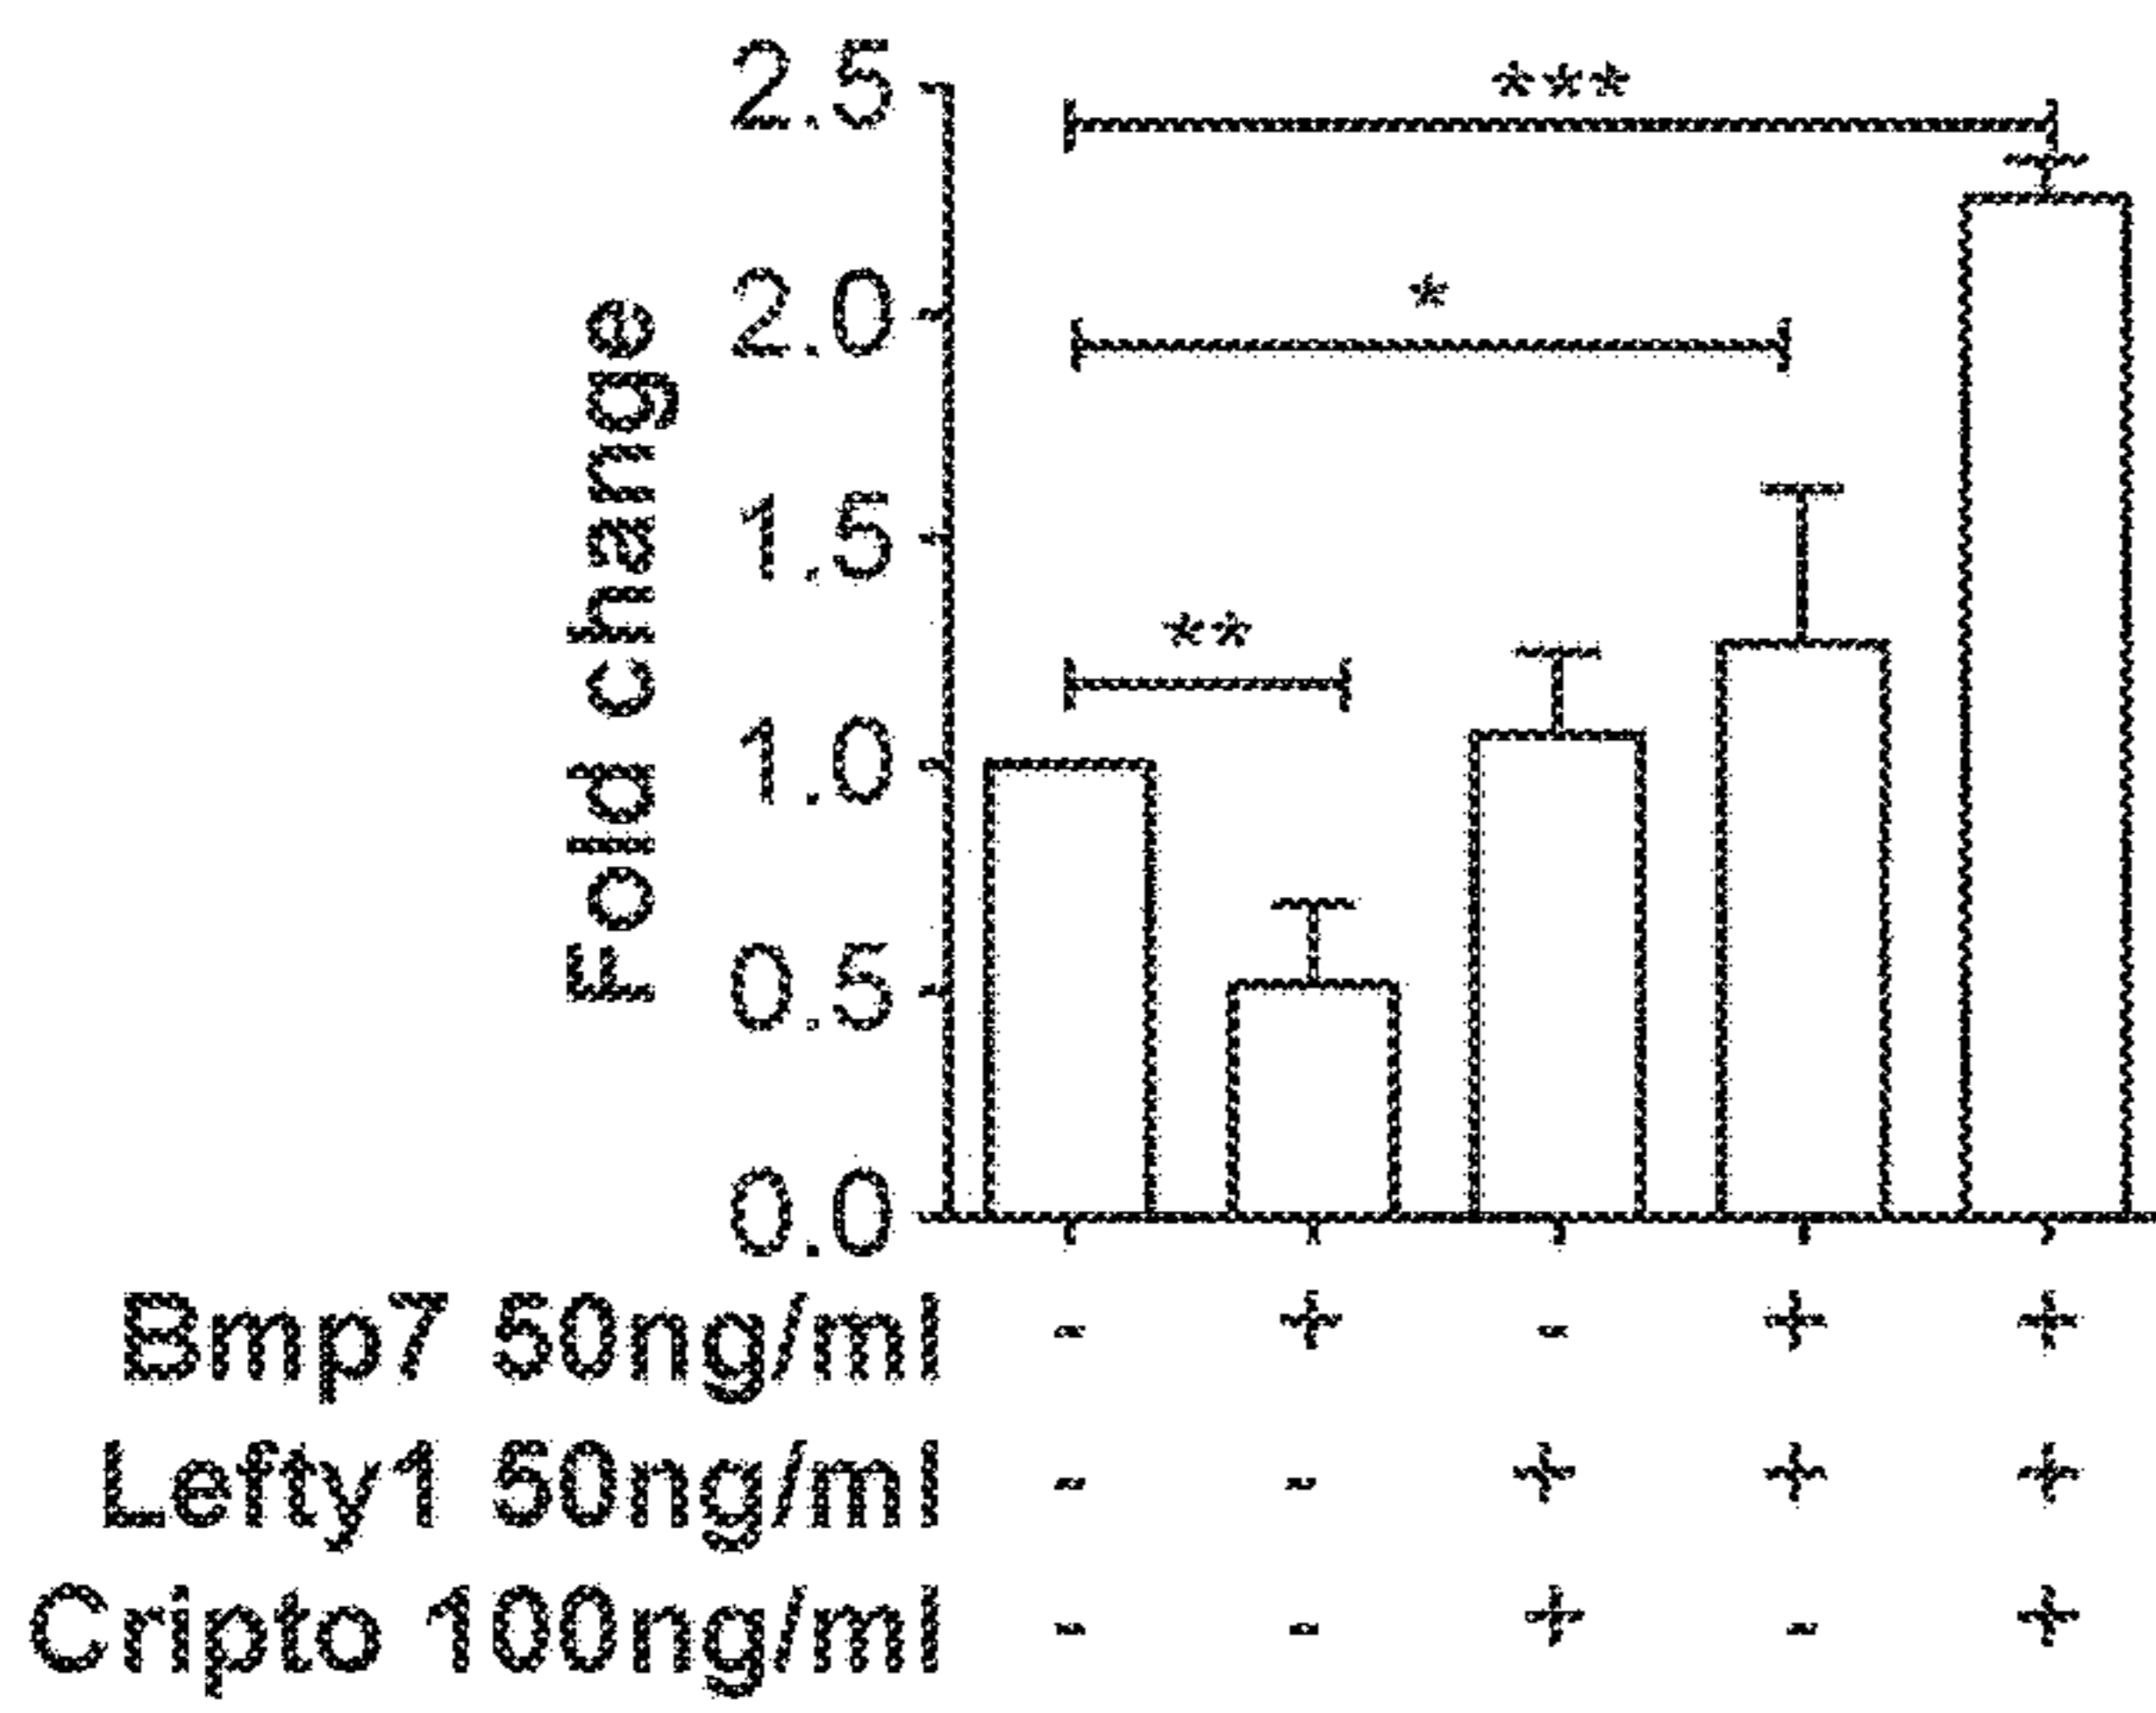 2.5
***
2.0
*
1.5
**
1.0
0.5
0.0
Fold change
Bmp7 50ng/ml - + - + +
Lefty1 50ng/ml - - + + +
Cripto 100ng/ml - - + - +